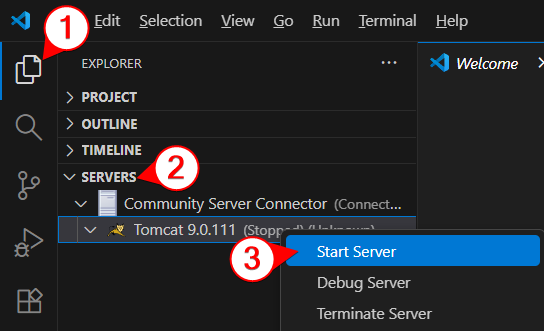 1
Edit Selection View Go Run Terminal Help
EXPLORER ...
Welcome
PROJECT
OUTLINE
TIMELINE
SERVERS 2
Community Server Connector (Connect...
Tomcat 9.0.111 (Stopped) (Unknown)
3 Start Server
Debug Server
Terminate Server